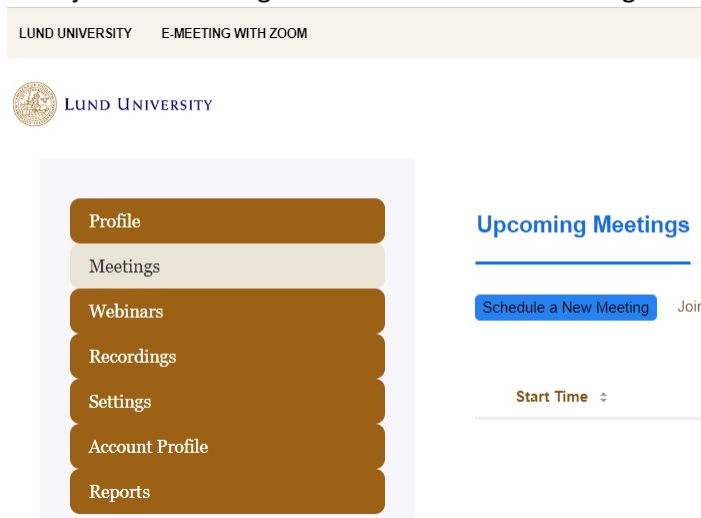 LUND UNIVERSITY E-MEETING WITH ZOOM
LUND UNIVERSITY
Profile
Meetings
Webinars
Recordings
Settings
Account Profile
Reports
Upcoming Meetings
Schedule a New Meeting
Start Time